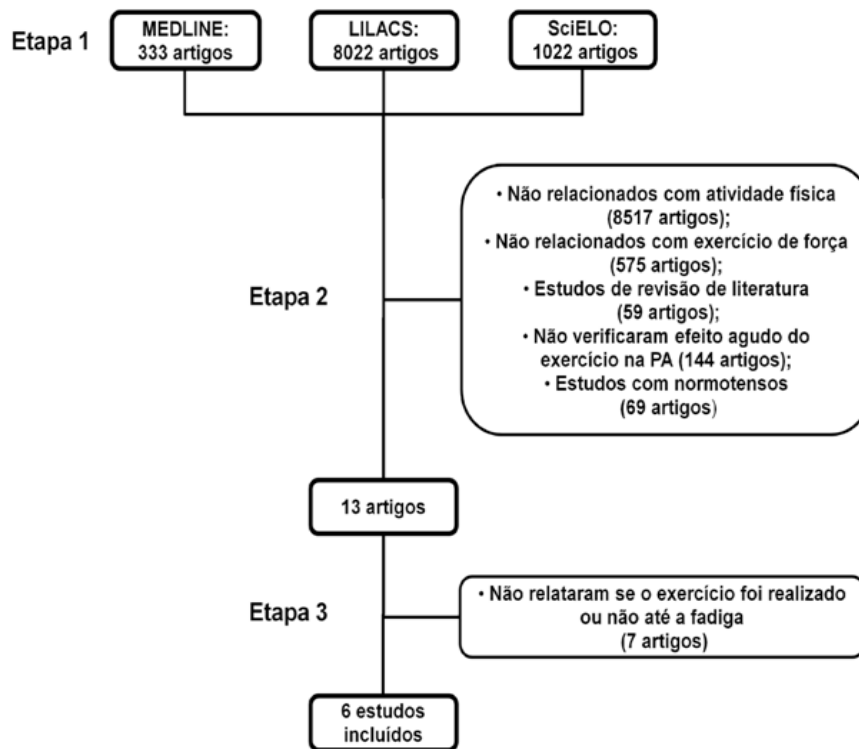 Etapa 1
MEDLINE:
333 artigos
LILACS:
8022 artigos
SciELO:
1022 artigos
Etapa 2
• Não relacionados com atividade física
(8517 artigos);
• Não relacionados com exercício de força
(575 artigos);
• Estudos de revisão de literatura
(59 artigos);
• Não verificaram efeito agudo do
exercício na PA (144 artigos);
• Estudos com normotensos
(69 artigos)
13 artigos
Etapa 3
• Não relataram se o exercício foi realizado
ou não até a fadiga
(7 artigos)
6 estudos
incluídos